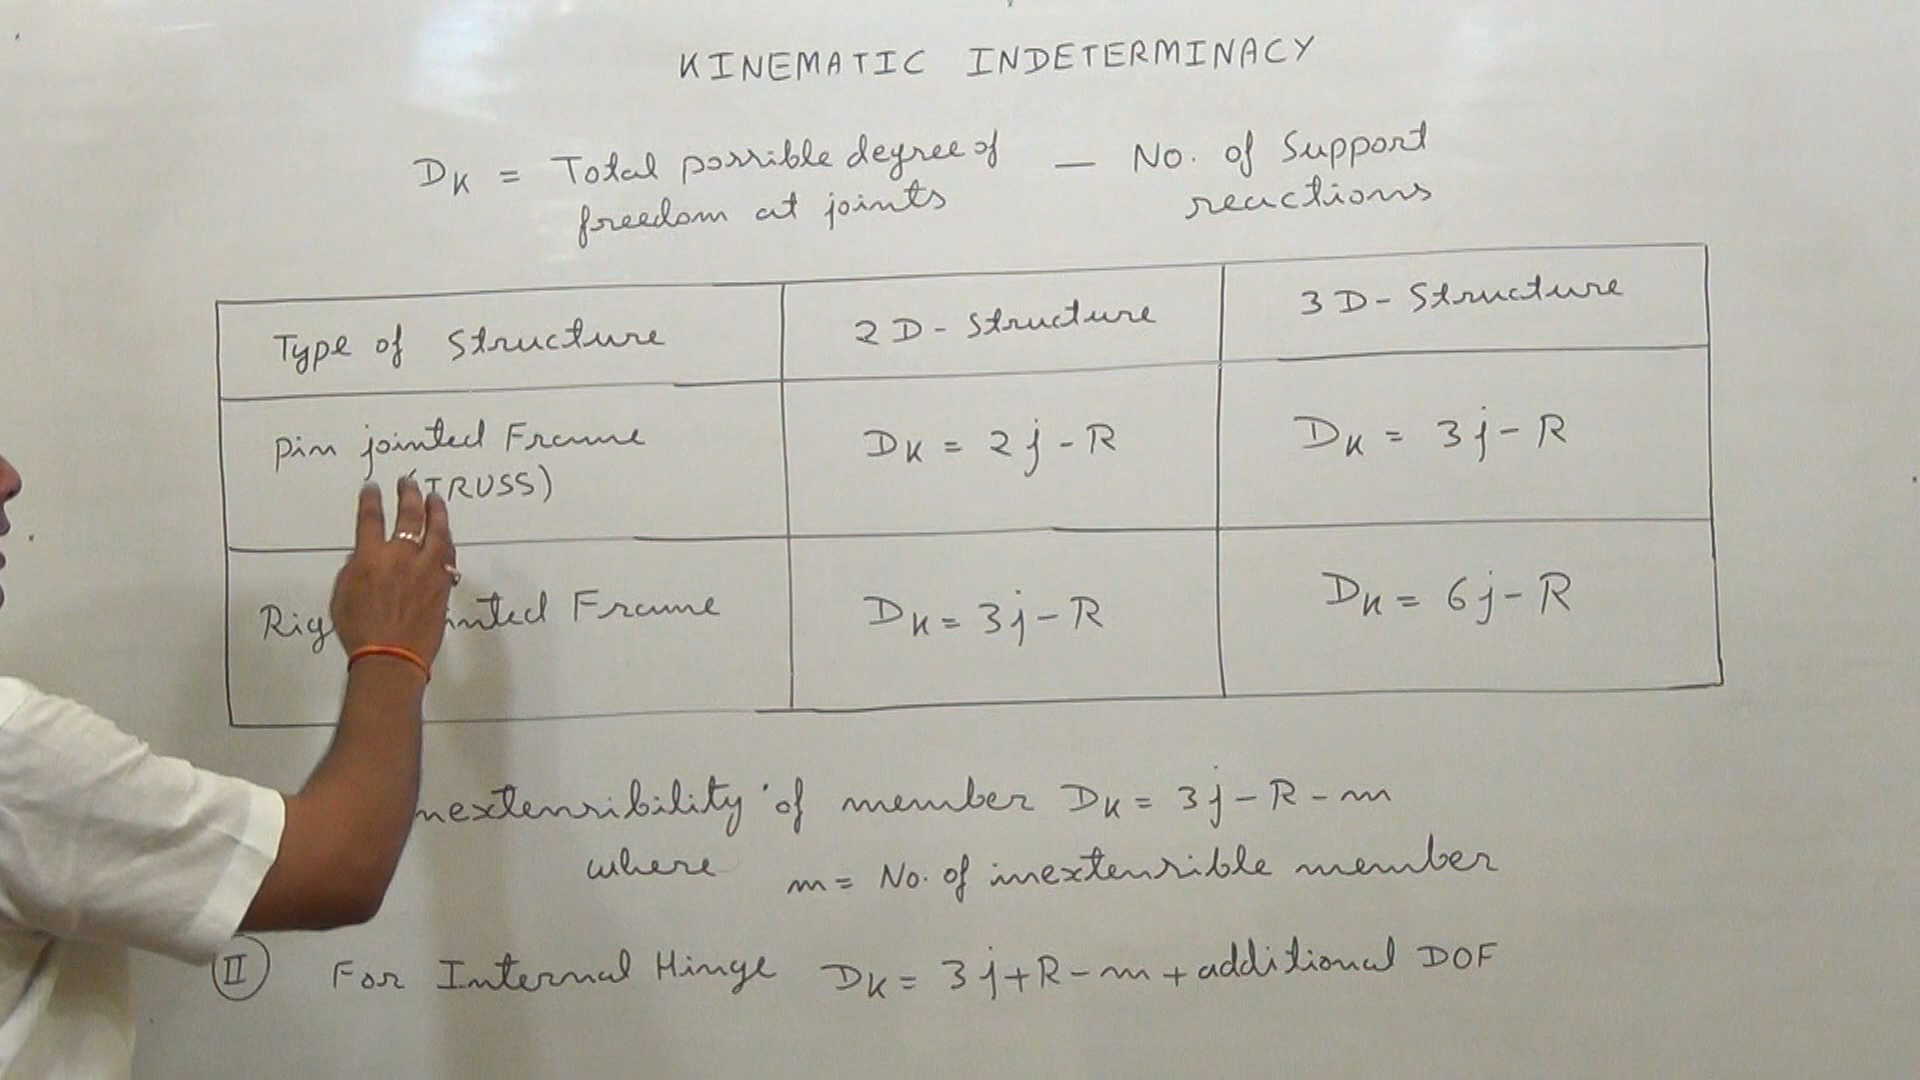 KINEMATIC INDETERMINACY
DK = Total possible degree of freedom at joints — No. of Support reactions
Type of Structure
2D - Structure
3D - Structure
Pin jointed Frame
(TRUSS)
DK = 2j - R
DK = 3j - R
Frame
DK = 3j - R
DK = 6j - R
of member DK = 3j - R - m
where m = No. of inextensible member
II For Internal Hinge DK = 3j + R - m + additional DOF